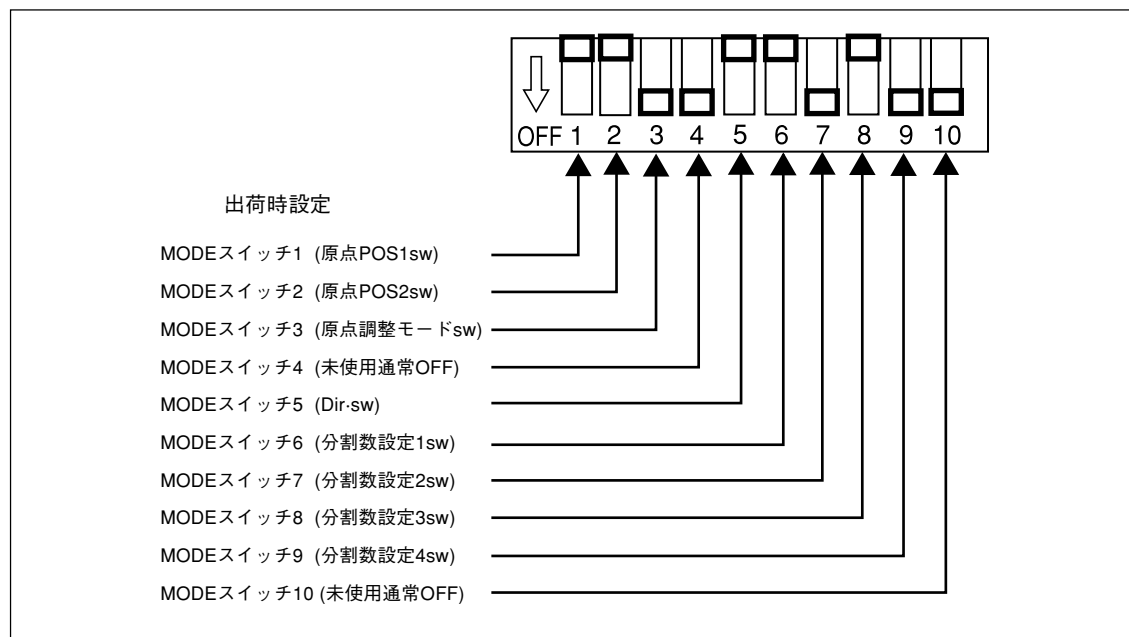 OFF 1 2 3 4 5 6 7 8 9 10
出荷時設定
MODEスイッチ1 (原点POS1sw)
MODEスイッチ2 (原点POS2sw)
MODEスイッチ3 (原点調整モードsw)
MODEスイッチ4 (未使用通常OFF)
MODEスイッチ5 (Dir·sw)
MODEスイッチ6 (分割数設定1sw)
MODEスイッチ7 (分割数設定2sw)
MODEスイッチ8 (分割数設定3sw)
MODEスイッチ9 (分割数設定4sw)
MODEスイッチ10 (未使用通常OFF)